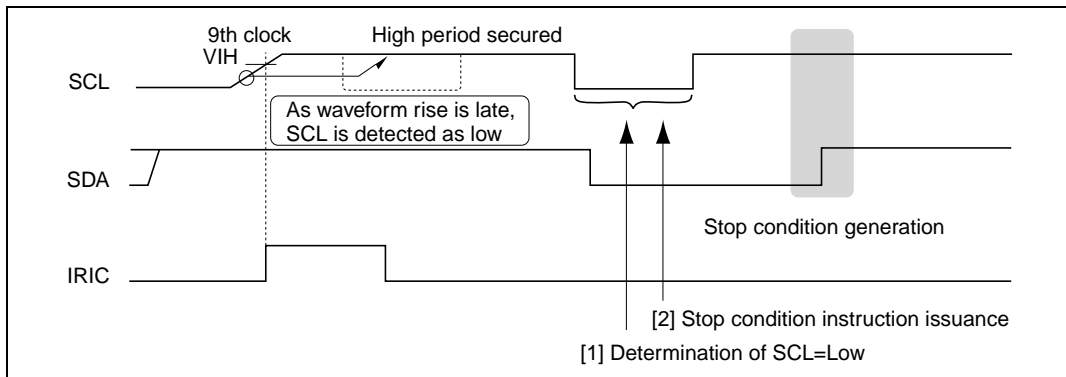 9th clock
VIH
High period secured
SCL
As waveform rise is late,
SCL is detected as low
SDA
Stop condition generation
IRIC
[2] Stop condition instruction issuance
[1] Determination of SCL=Low